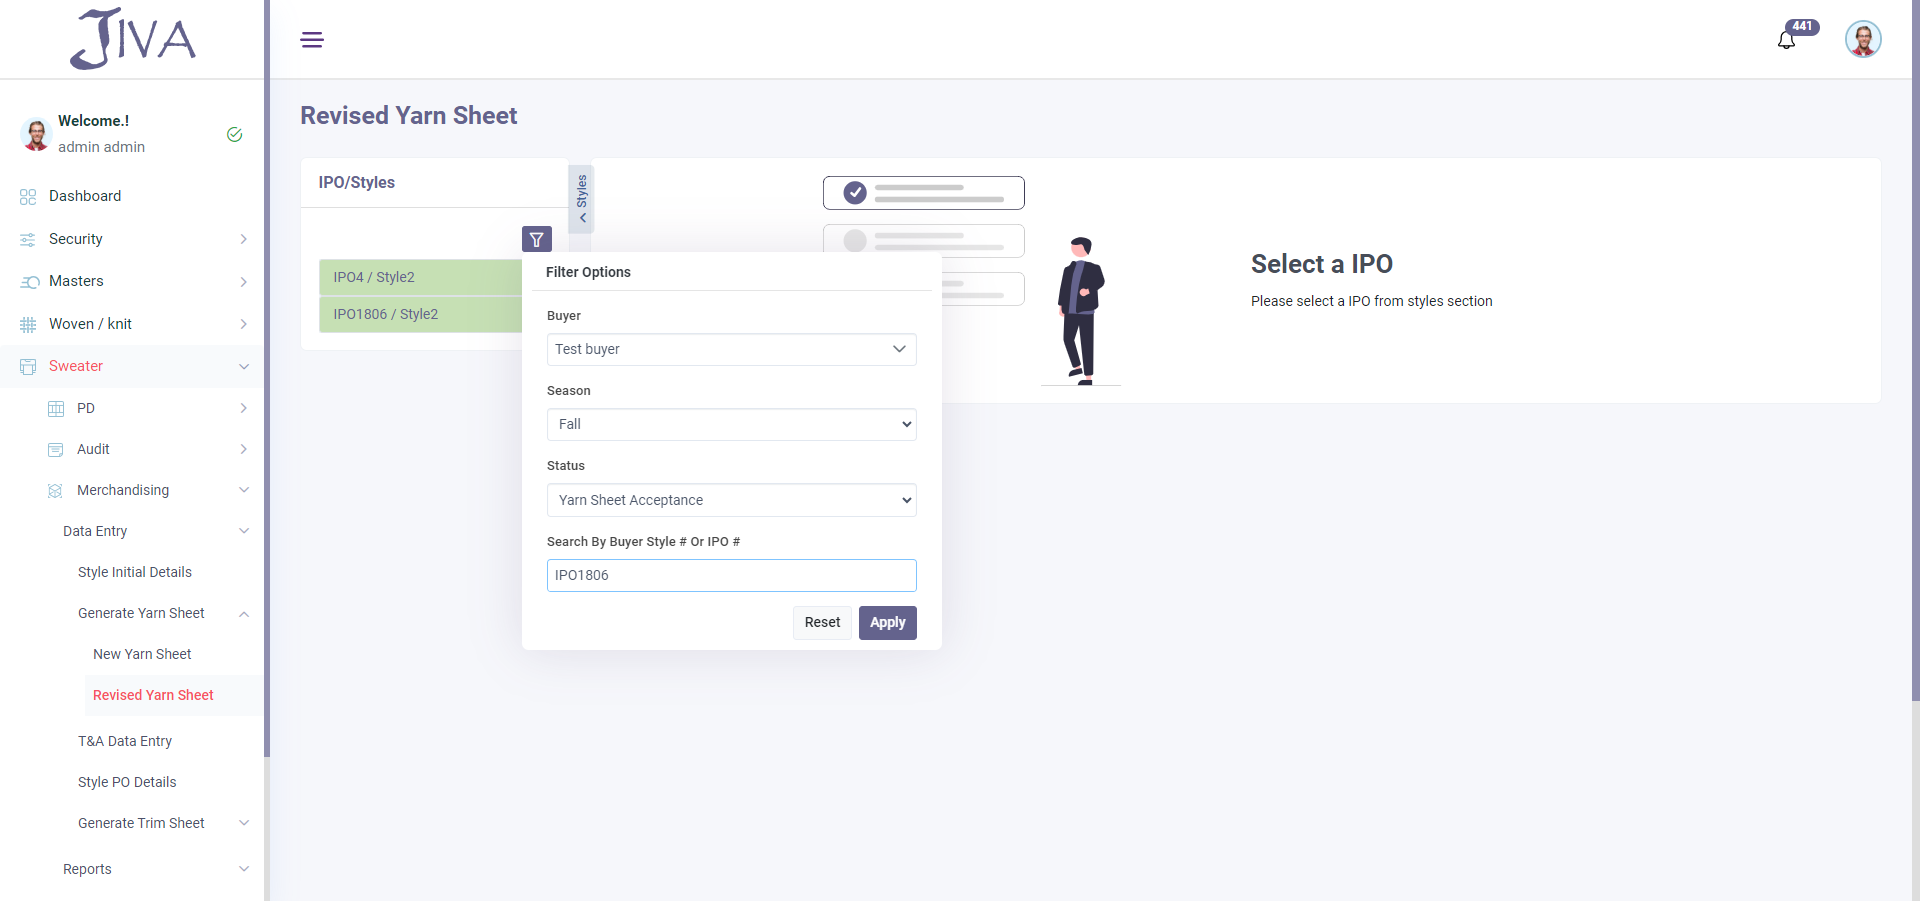 JIVA
441
Welcome.!
admin admin
Dashboard
Security
Masters
Woven / knit
Sweater
PD
Audit
Merchandising
Data Entry
Style Initial Details
Generate Yarn Sheet
New Yarn Sheet
Revised Yarn Sheet
T&A Data Entry
Style PO Details
Generate Trim Sheet
Reports
Revised Yarn Sheet
IPO/Styles
Styles
IPO4 / Style2
IPO1806 / Style2
Filter Options
Buyer
Test buyer
Season
Fall
Status
Yarn Sheet Acceptance
Search By Buyer Style # Or IPO #
IPO1806
Reset
Apply
Select a IPO
Please select a IPO from styles section